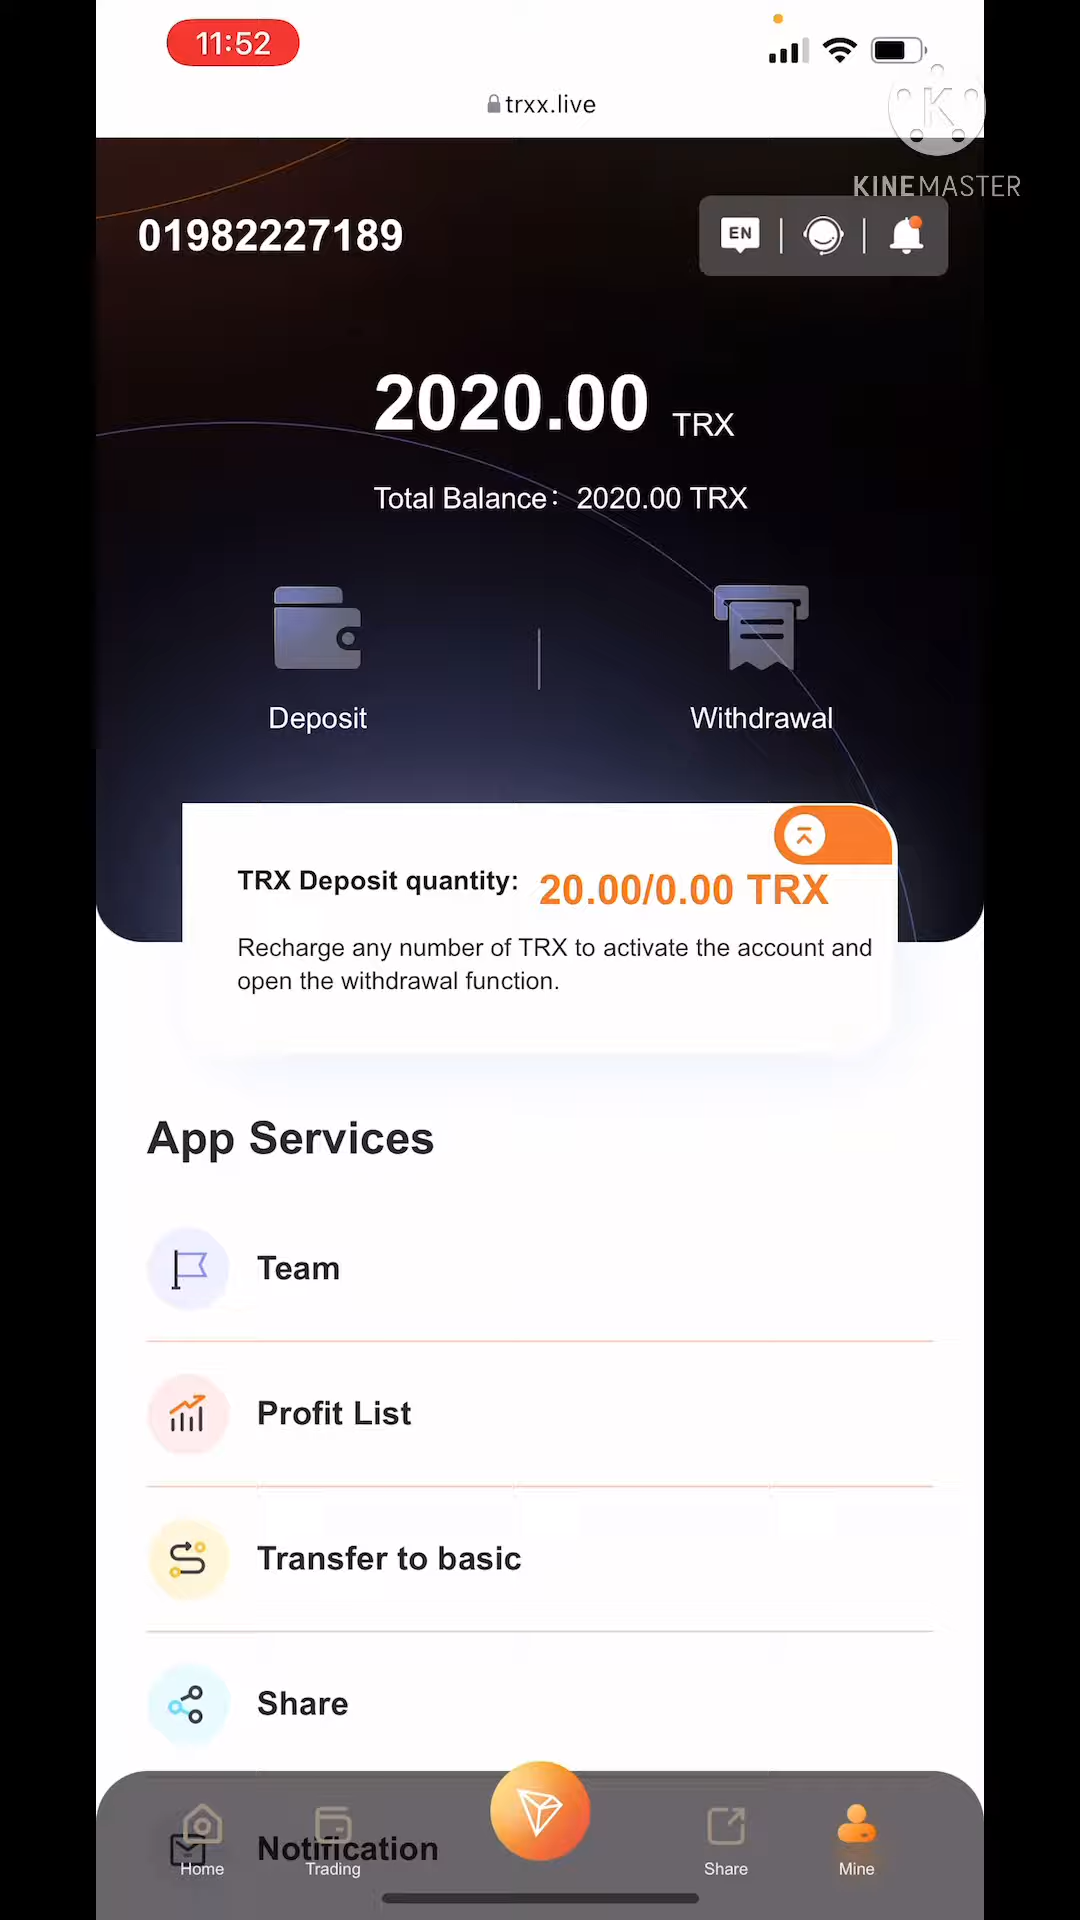 11:52
trxx.live
KINEMASTER
01982227189
EN
2020.00 TRX
Total Balance: 2020.00 TRX
Deposit
Withdrawal
TRX Deposit quantity: 20.00/0.00 TRX
Recharge any number of TRX to activate the account and
open the withdrawal function.
App Services
Team
Profit List
Transfer to basic
Share
Notification
Home
Trading
Share
Mine